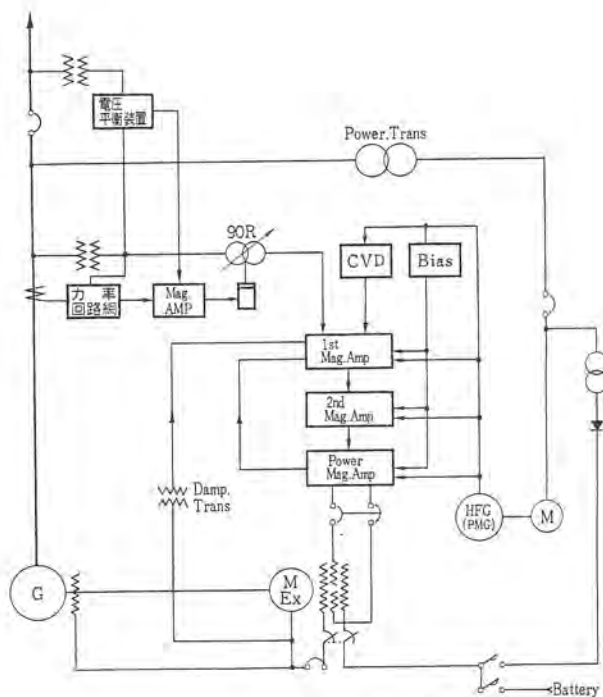 電圧
平衡装置
Power.Trans
90R
CVD
Bias
力率
回路網
Mag.
AMP
1st
Mag.Amp
2nd
Mag.Amp
Power
Mag.Amp
Damp.
Trans
HFG
(PMG)
M
G
M
Ex
Battery